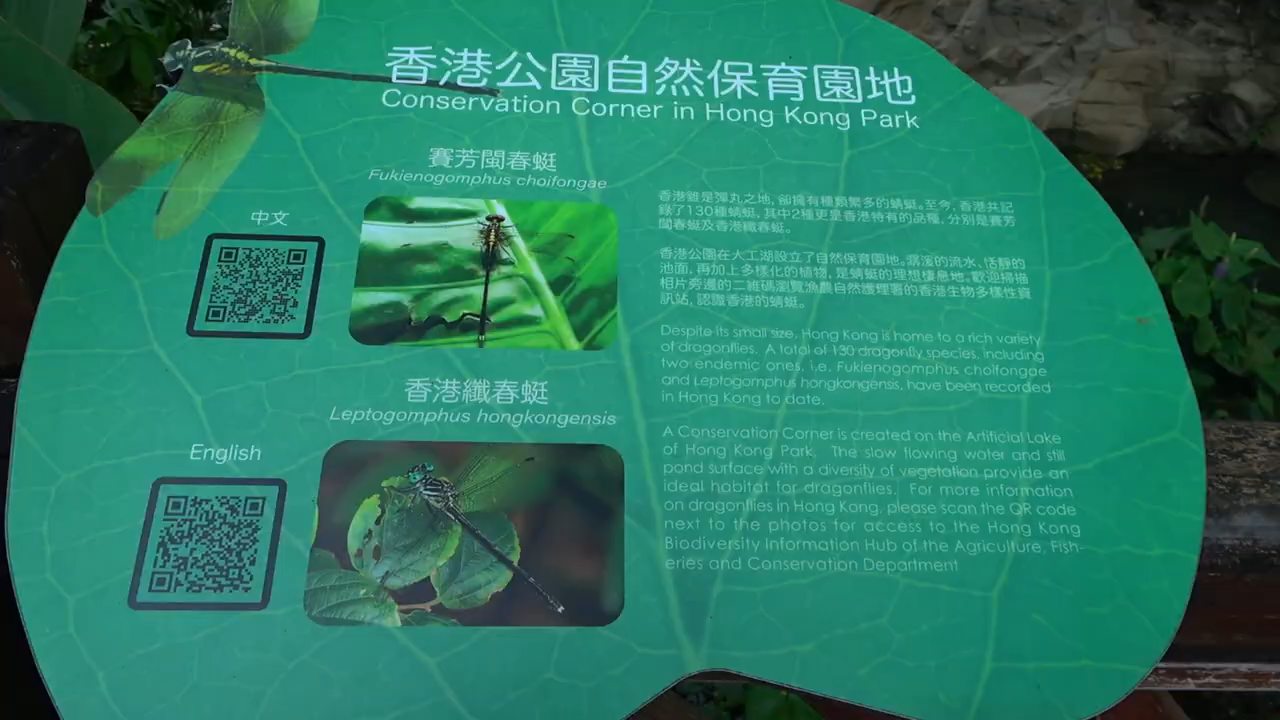 香港公園自然保育園地
Conservation Corner in Hong Kong Park
賽芳閩春蜓
Fukienogomphus choifongae
中文
香港纖春蜓
Leptogomphus hongkongensis
English
香港雖是彈丸之地, 卻擁有種類繁多的蜻蜓。至今, 香港共記
錄了130種蜻蜓, 其中2種更是香港特有的品種, 分別是賽芳
閩春蜓及香港纖春蜓。
香港公園在人工湖設立了自然保育園地。潺潺的流水、恬靜的
池面, 再加上多樣化的植物, 是蜻蜓的理想棲息地。歡迎掃描
相片旁邊的二維碼瀏覽漁農自然護理署的香港生物多樣性資
訊站, 認識香港的蜻蜓。
Despite its small size, Hong Kong is home to a rich variety
of dragonflies. A total of 130 dragonfly species, including
two endemic ones, i.e. Fukienogomphus choifongae
and Leptogomphus hongkongensis, have been recorded
in Hong Kong to date.
A Conservation Corner is created on the Artificial Lake
of Hong Kong Park. The slow flowing water and still
pond surface with a diversity of vegetation provide an
ideal habitat for dragonflies. For more information
on dragonflies in Hong Kong, please scan the QR code
next to the photos for access to the Hong Kong
Biodiversity Information Hub of the Agriculture, Fish-
eries and Conservation Department